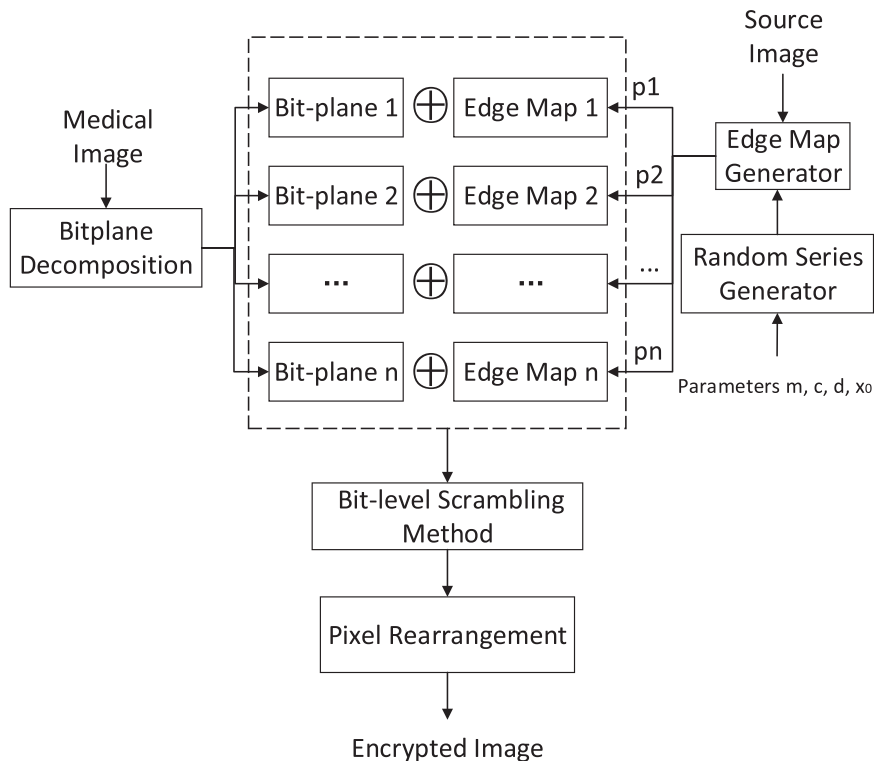 Source
Image
Medical
Image
Bitplane
Decomposition
Bit-plane 1 ⊕ Edge Map 1
p1
Bit-plane 2 ⊕ Edge Map 2
p2
... ⊕ ...
...
Bit-plane n ⊕ Edge Map n
pn
Edge Map
Generator
Random Series
Generator
Parameters m, c, d, x₀
Bit-level Scrambling
Method
Pixel Rearrangement
Encrypted Image